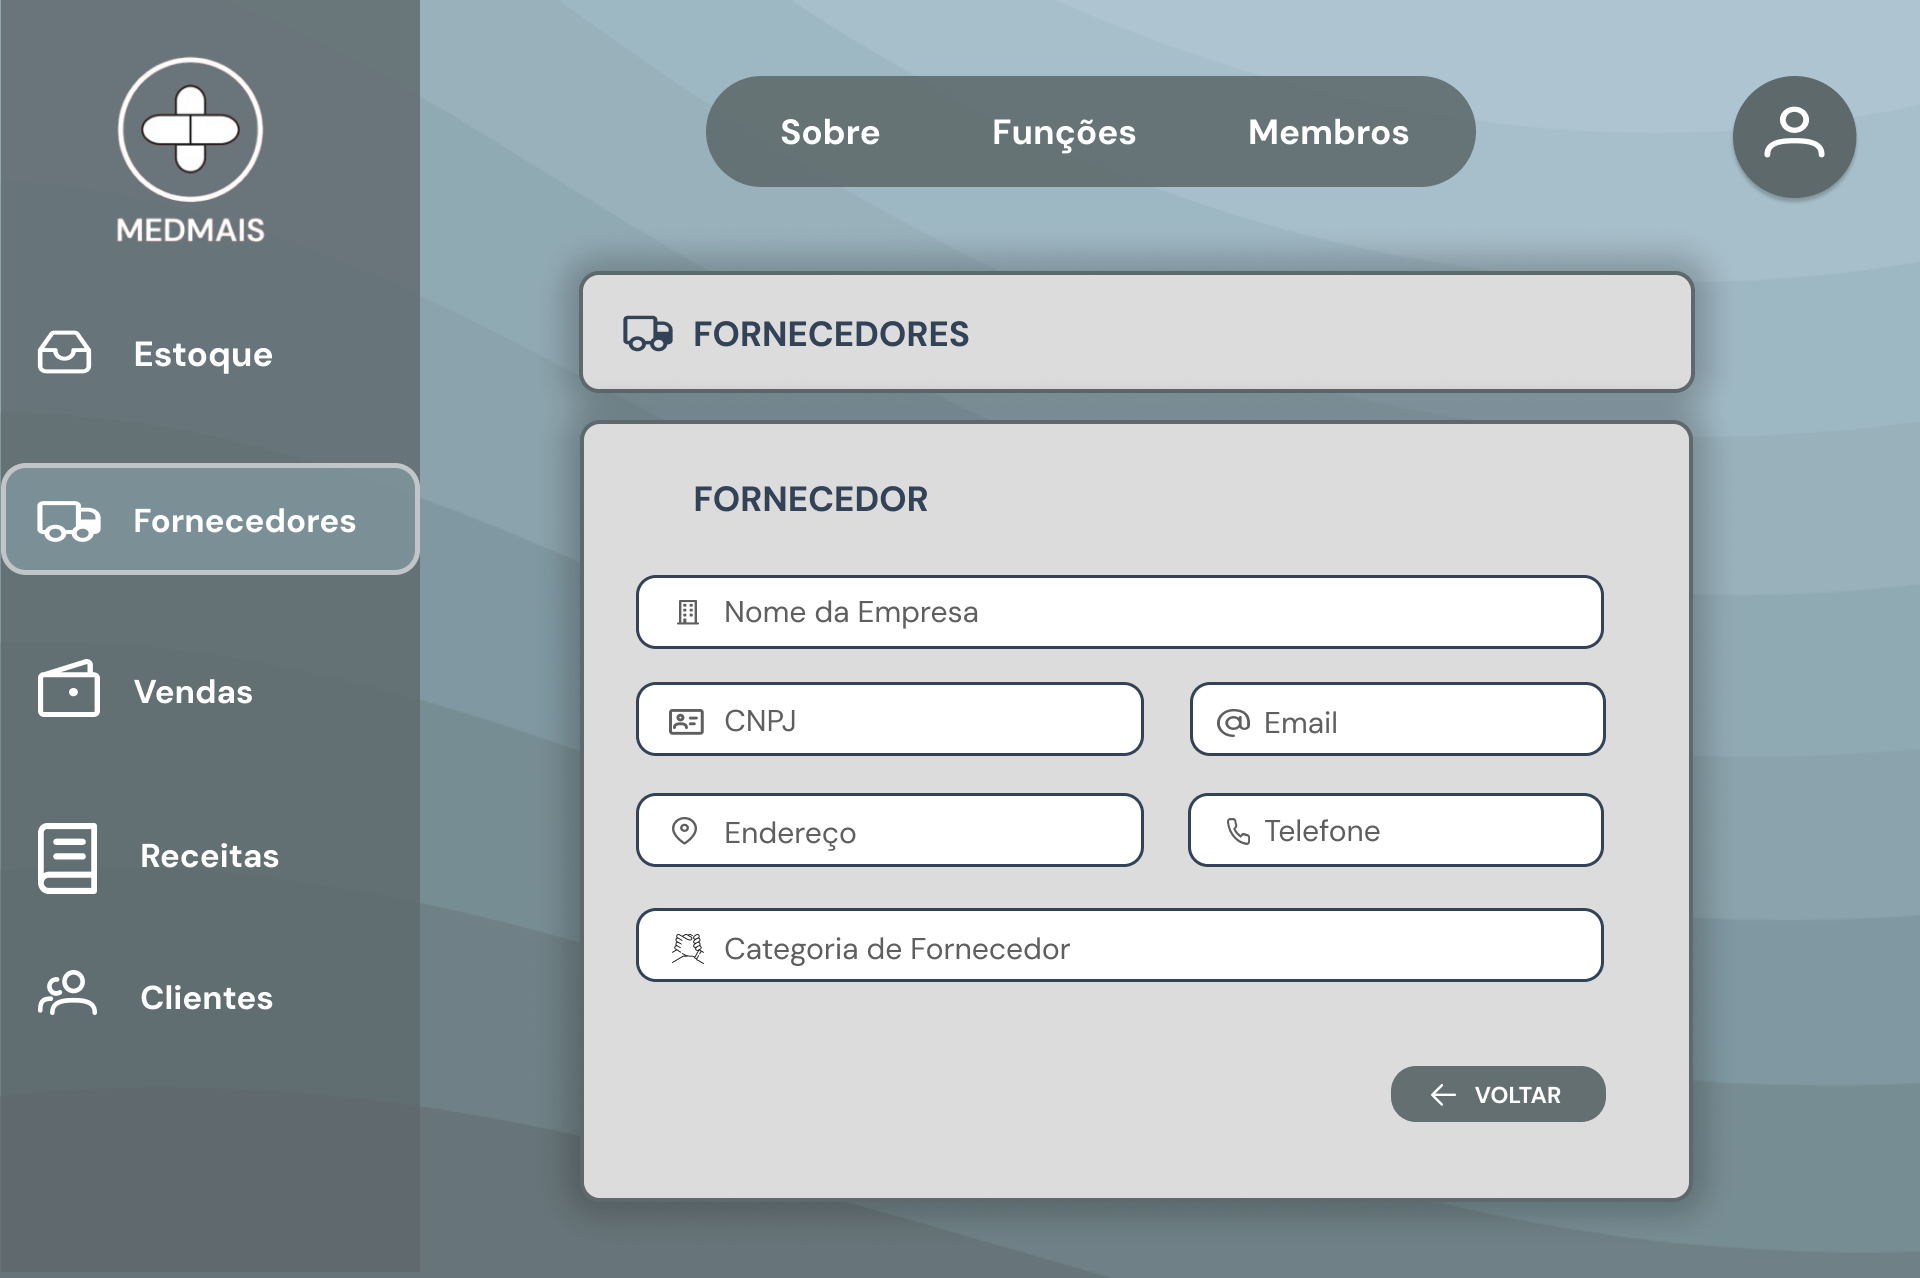 MEDMAIS
Sobre
Funções
Membros
Estoque
Fornecedores
Vendas
Receitas
Clientes
FORNECEDORES
FORNECEDOR
Nome da Empresa
CNPJ
Email
Endereço
Telefone
Categoria de Fornecedor
VOLTAR